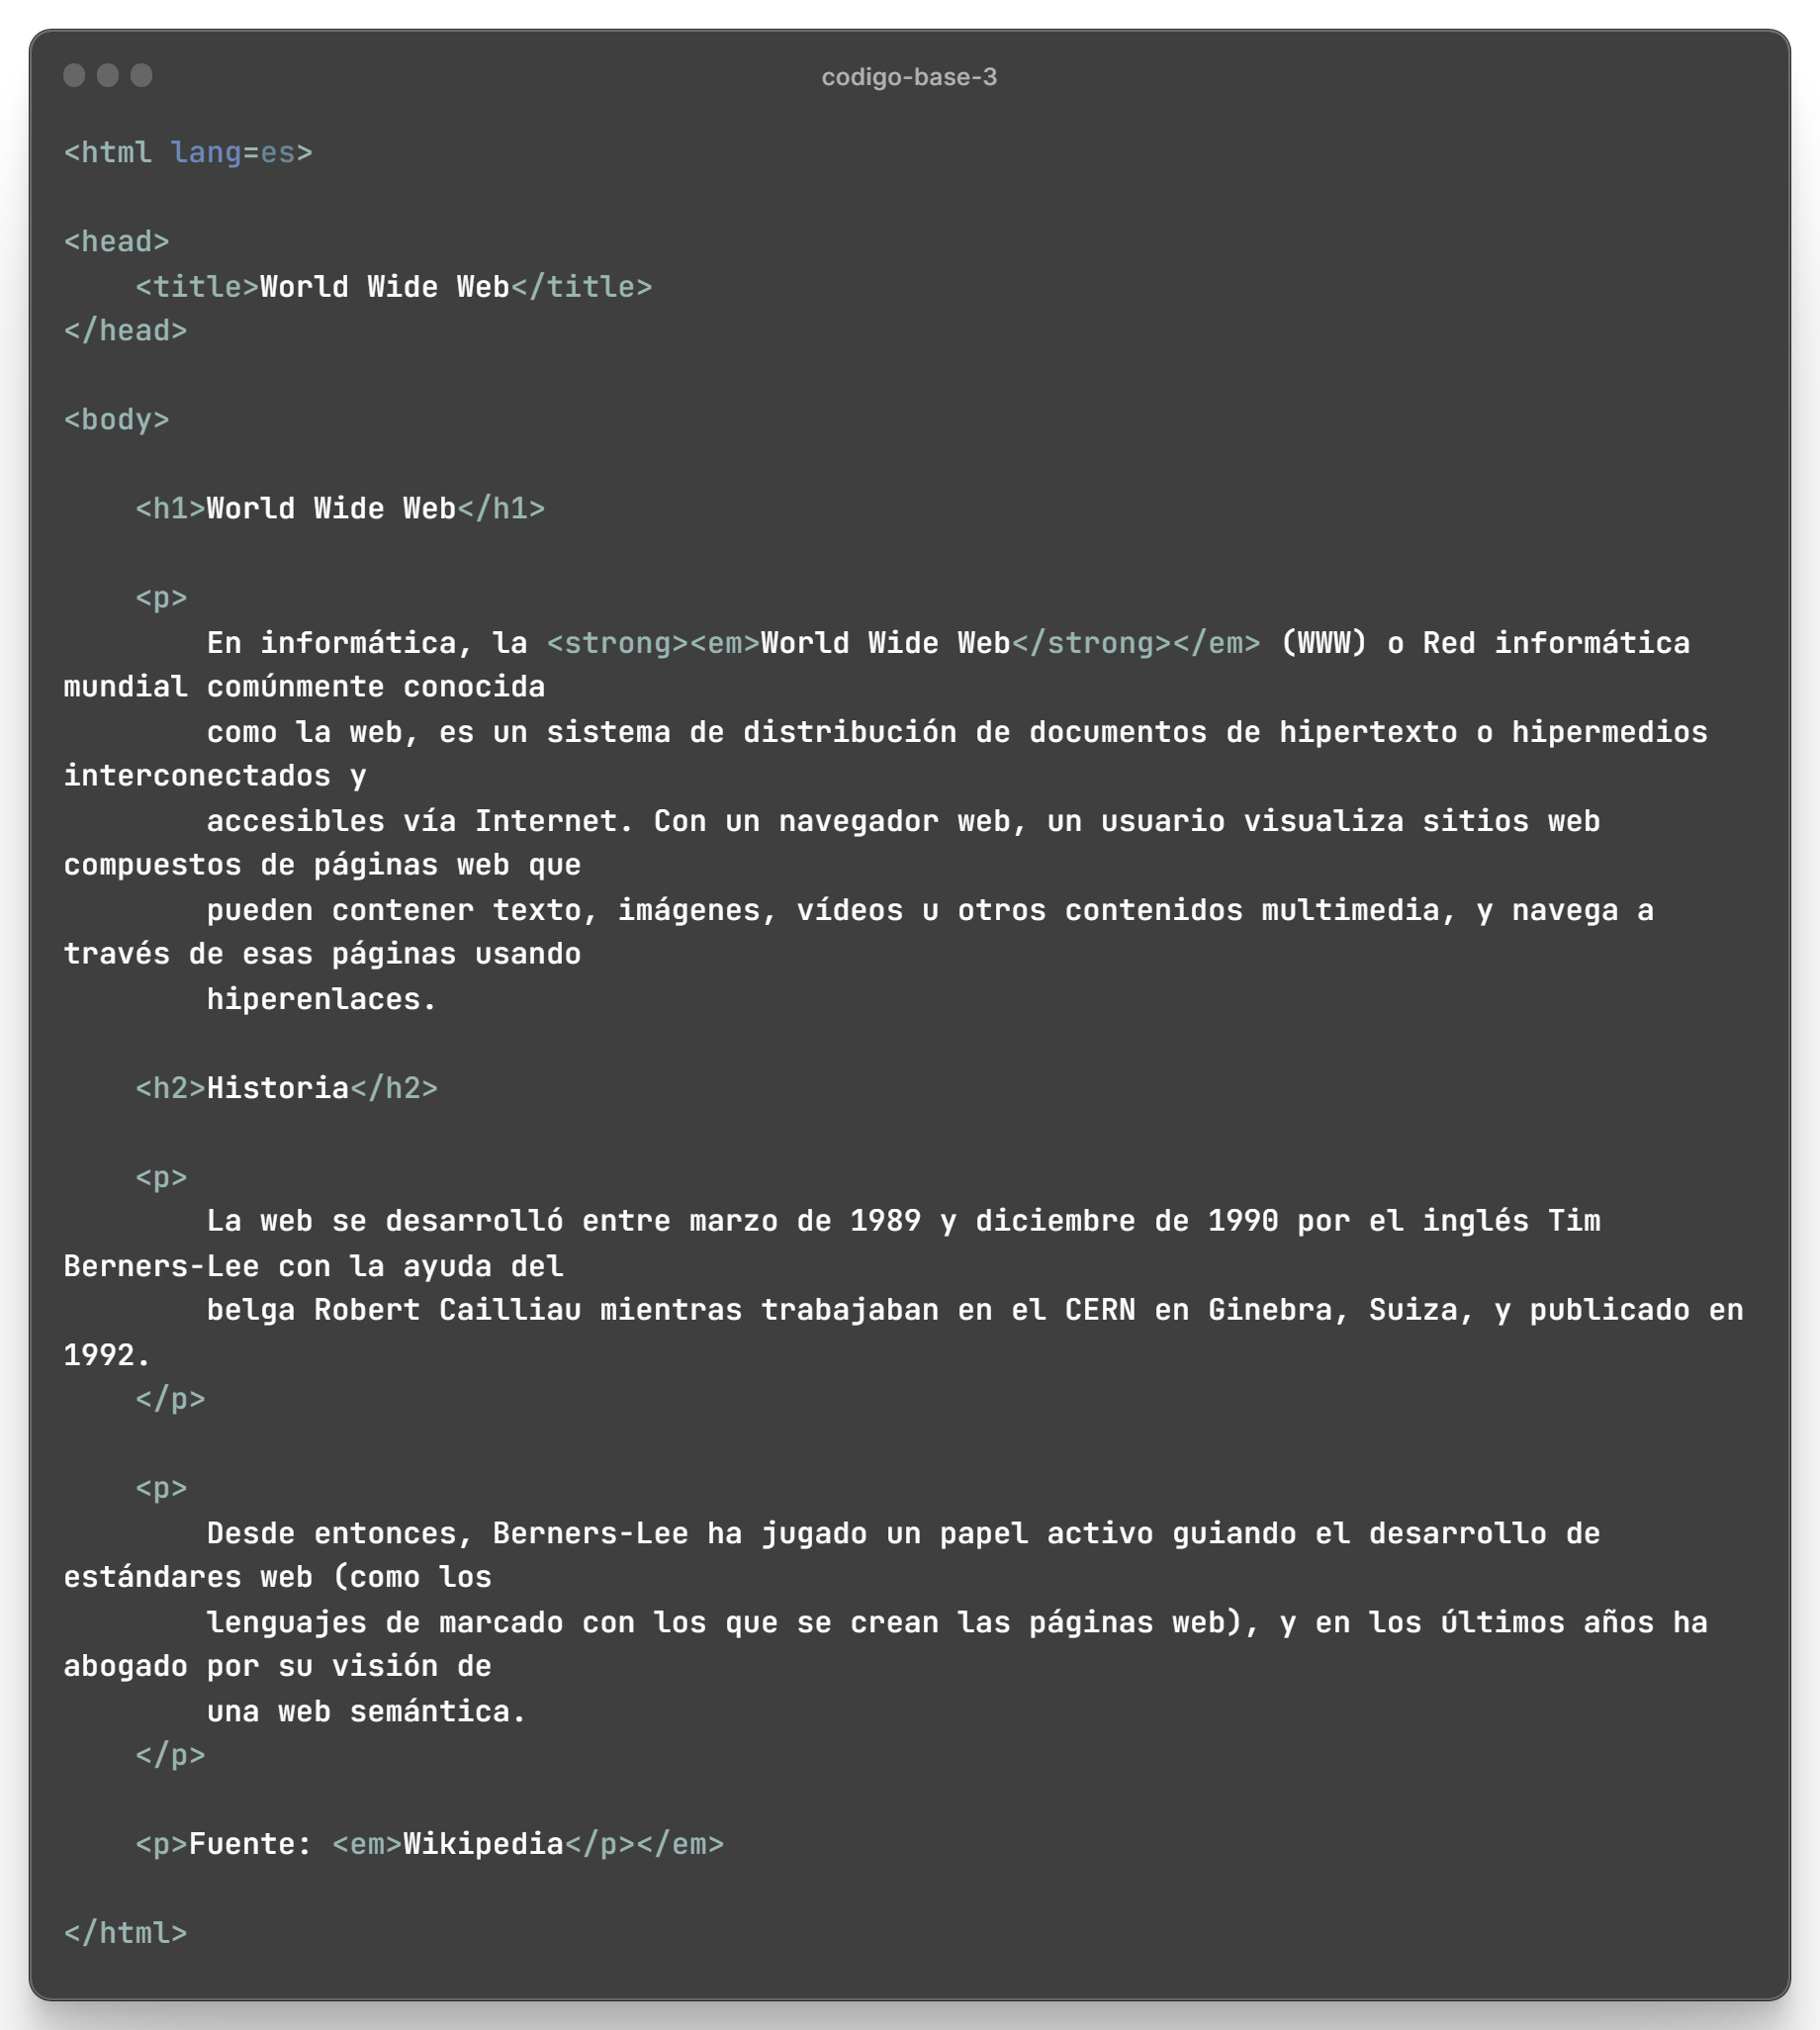 codigo-base-3
<html lang=es>
<head>
<title>World Wide Web</title>
</head>
<body>
<h1>World Wide Web</h1>
<p>
En informática, la <strong><em>World Wide Web</strong></em> (WWW) o Red informática
mundial comúnmente conocida
como la web, es un sistema de distribución de documentos de hipertexto o hipermedios
interconectados y
accesibles vía Internet. Con un navegador web, un usuario visualiza sitios web
compuestos de páginas web que
pueden contener texto, imágenes, vídeos u otros contenidos multimedia, y navega a
través de esas páginas usando
hiperenlaces.
<h2>Historia</h2>
<p>
La web se desarrolló entre marzo de 1989 y diciembre de 1990 por el inglés Tim
Berners-Lee con la ayuda del
belga Robert Cailliau mientras trabajaban en el CERN en Ginebra, Suiza, y publicado en
1992.
</p>
<p>
Desde entonces, Berners-Lee ha jugado un papel activo guiando el desarrollo de
estándares web (como los
lenguajes de marcado con los que se crean las páginas web), y en los últimos años ha
abogado por su visión de
una web semántica.
</p>
<p>Fuente: <em>Wikipedia</p></em>
</html>